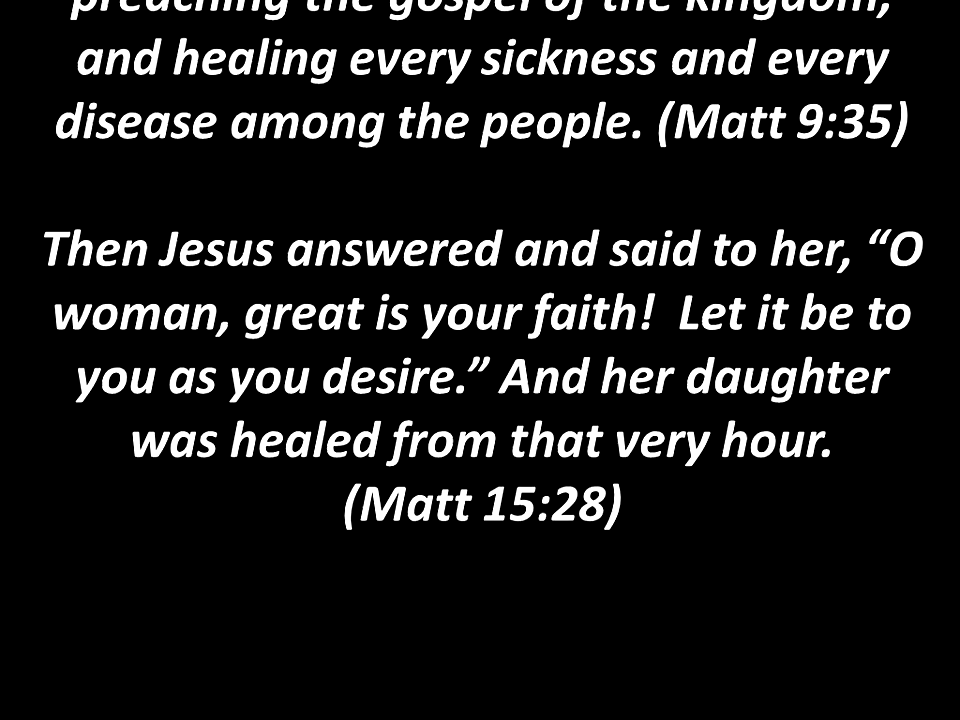 preaching the gospel of the kingdom,
and healing every sickness and every
disease among the people. (Matt 9:35)
Then Jesus answered and said to her, “O
woman, great is your faith!  Let it be to
you as you desire.” And her daughter
was healed from that very hour.
(Matt 15:28)